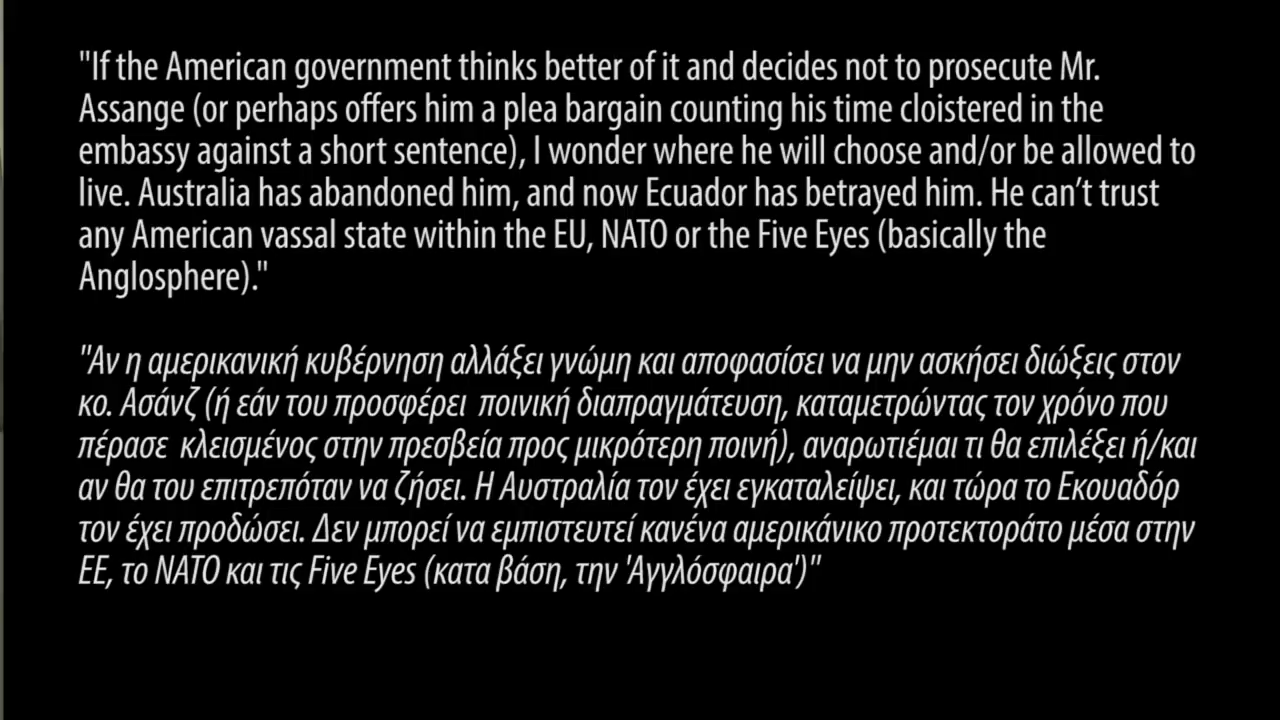 "If the American government thinks better of it and decides not to prosecute Mr.
Assange (or perhaps offers him a plea bargain counting his time cloistered in the
embassy against a short sentence), I wonder where he will choose and/or be allowed to
live. Australia has abandoned him, and now Ecuador has betrayed him. He can’t trust
any American vassal state within the EU, NATO or the Five Eyes (basically the
Anglosphere)."
"Αν η αμερικανική κυβέρνηση αλλάξει γνώμη και αποφασίσει να μην ασκήσει διώξεις στον
κο. Ασάνζ (ή εάν του προσφέρει ποινική διαπραγμάτευση, καταμετρώντας τον χρόνο που
πέρασε κλεισμένος στην πρεσβεία προς μικρότερη ποινή), αναρωτιέμαι τι θα επιλέξει ή/και
αν θα του επιτρεπόταν να ζήσει. Η Αυστραλία τον έχει εγκαταλείψει, και τώρα το Εκουαδόρ
τον έχει προδώσει. Δεν μπορεί να εμπιστευτεί κανένα αμερικάνικο προτεκτοράτο μέσα στην
ΕΕ, το ΝΑΤΟ και τις Five Eyes (κατα βάση, την 'Αγγλόσφαιρα')"